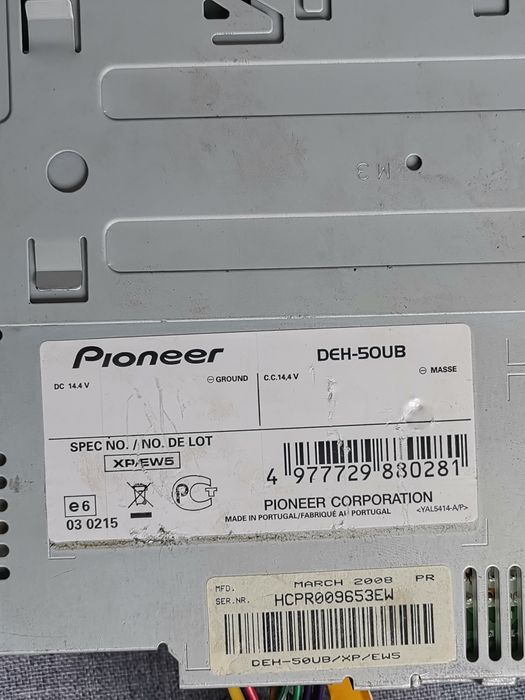 M3
Pioneer
DEH-50UB
DC 14.4 V
⊖ GROUND
C.C.14,4 V
⊖ MASSE
SPEC NO. / NO. DE LOT
XP/EW5
4 977729 880281
PIONEER CORPORATION
MADE IN PORTUGAL/FABRIQUÉ AU PORTUGAL
<YAL5414-A/P>
e6
03 0215
PCT
MFD. MARCH 2008 PR
SER.NR. HCPR009653EW
DEH-50UB/XP/EW5